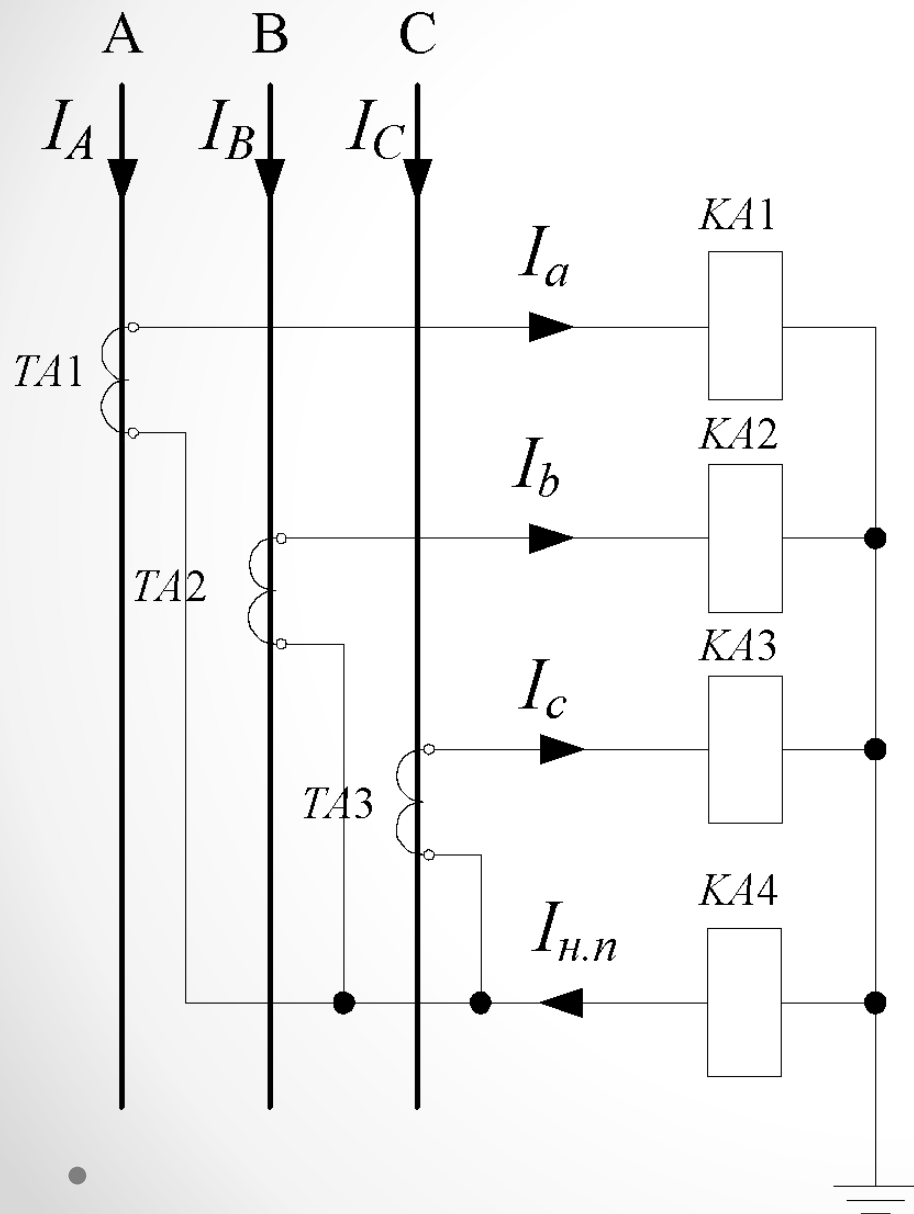 A B C
I_A I_B I_C
KA1
I_a
TA1
KA2
I_b
TA2
KA3
I_c
TA3
KA4
I_н.п